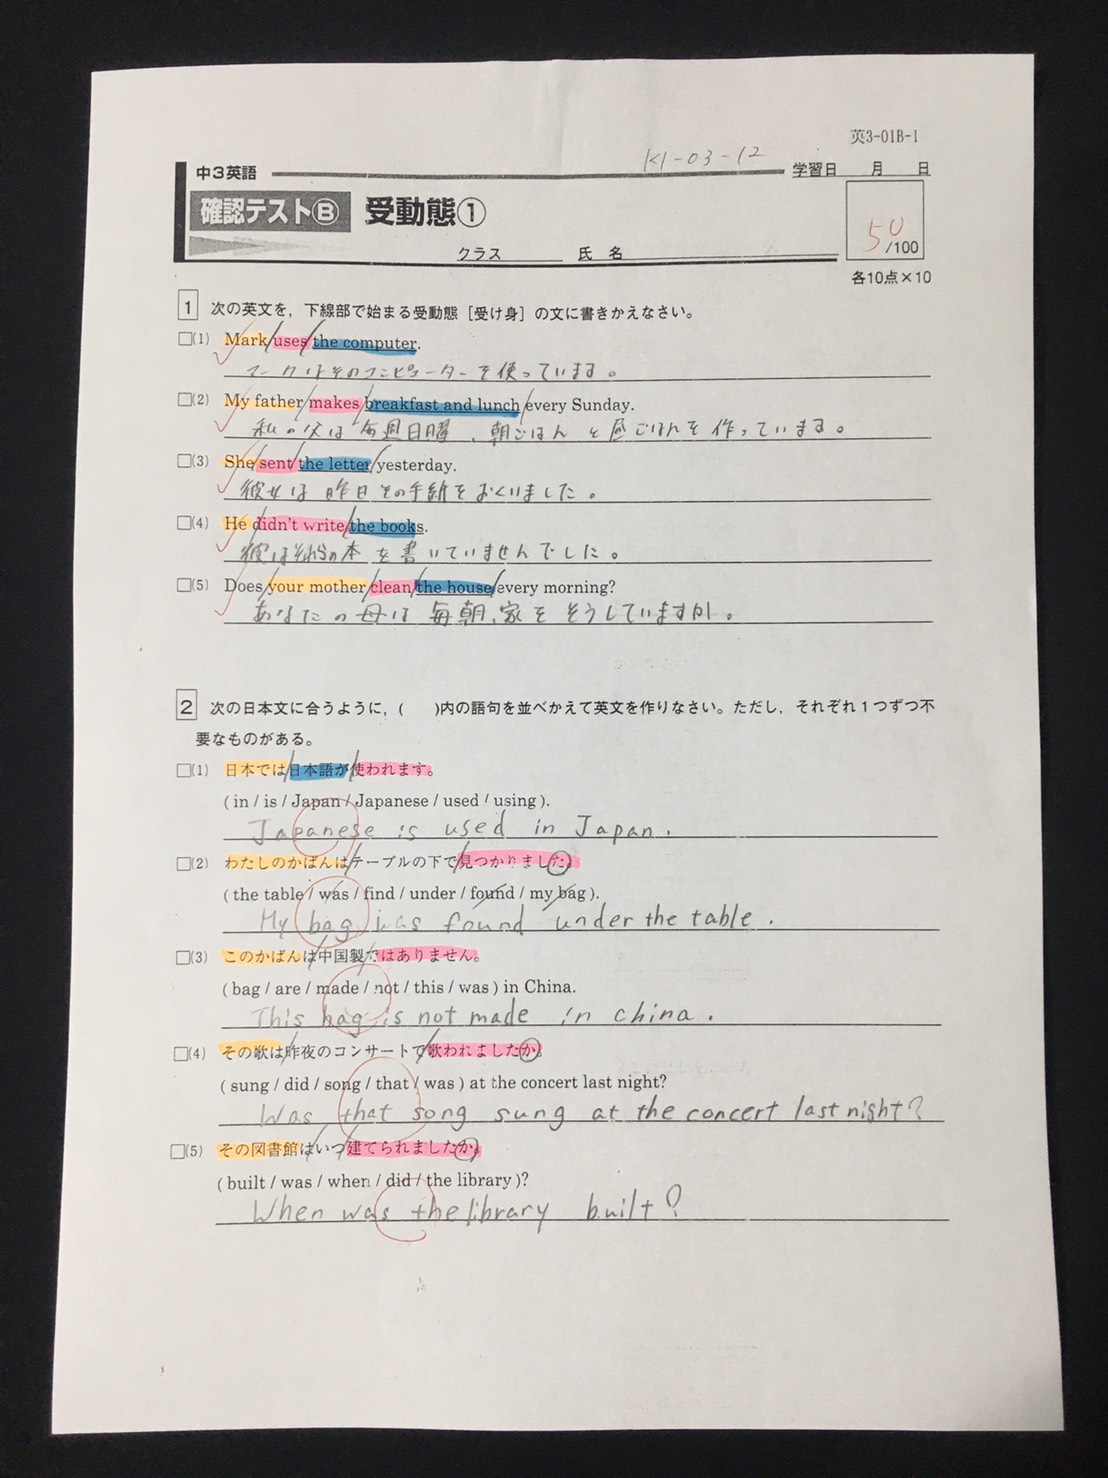 英3-01B-1
K1-03-12
中3英語
学習日 月 日
確認テストⒷ 受動態①
50/100
クラス 氏名
各10点×10
1 次の英文を，下線部で始まる受動態［受け身］の文に書きかえなさい。
□(1) Mark uses the computer.
マークはそのコンピューターを使っています。
□(2) My father makes breakfast and lunch every Sunday.
私の父は毎週日曜、朝ごはんと昼ごはんを作っています。
□(3) She sent the letter yesterday.
彼女は昨日その手紙をおくいました。
□(4) He didn't write the books.
彼はそれらの本を書いていませんでした。
□(5) Does your mother clean the house every morning?
あなたの母は毎朝、家をそうしていますか。
2 次の日本文に合うように，( )内の語句を並べかえて英文を作りなさい。ただし，それぞれ1つずつ不
要なものがある。
□(1) 日本では日本語が使われます。
( in / is / Japan / Japanese / used / using ).
Japanese is used in Japan.
□(2) わたしのかばんはテーブルの下で見つかりました。
( the table / was / find / under / found / my bag ).
My bag was found under the table.
□(3) このかばんは中国製ではありません。
( bag / are / made / not / this / was ) in China.
This bag is not made in china.
□(4) その歌は昨夜のコンサートで歌われましたか。
( sung / did / song / that / was ) at the concert last night?
Was that song sung at the concert last night?
□(5) その図書館はいつ建てられましたか。
( built / was / when / did / the library )?
When was the library built?